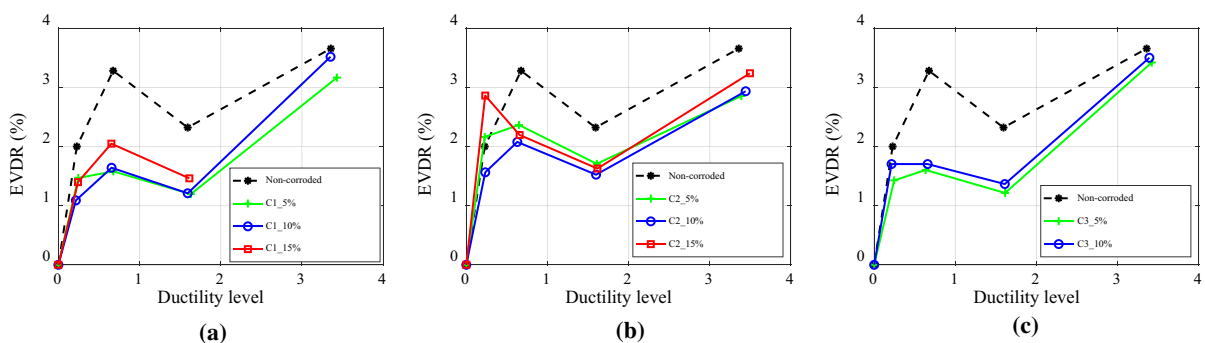 EVDR (%)
4
3
2
1
0
0 1 2 3 4
Ductility level
Non-corroded
C1_5%
C1_10%
C1_15%
(a)
EVDR (%)
4
3
2
1
0
0 1 2 3 4
Ductility level
Non-corroded
C2_5%
C2_10%
C2_15%
(b)
EVDR (%)
4
3
2
1
0
0 1 2 3 4
Ductility level
Non-corroded
C3_5%
C3_10%
(c)